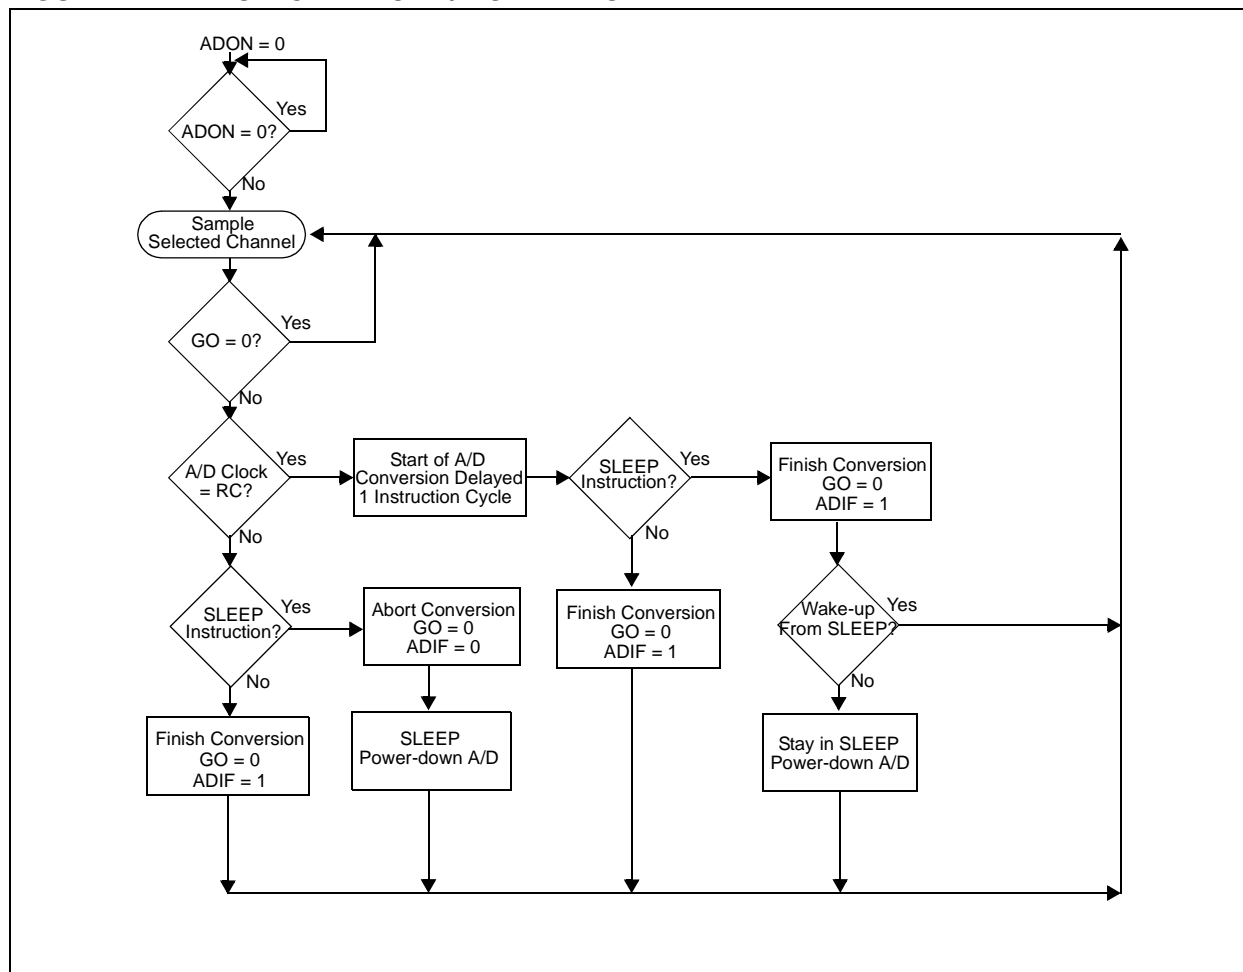 ADON = 0
Yes
ADON = 0?
No
Sample
Selected Channel
Yes
GO = 0?
No
Yes
A/D Clock
= RC?
No
Start of A/D
Conversion Delayed
1 Instruction Cycle
SLEEP
Instruction?
Yes
No
Finish Conversion
GO = 0
ADIF = 1
SLEEP
Instruction?
Yes
No
Abort Conversion
GO = 0
ADIF = 0
Finish Conversion
GO = 0
ADIF = 1
Wake-up
From SLEEP?
Yes
No
Finish Conversion
GO = 0
ADIF = 1
SLEEP
Power-down A/D
Stay in SLEEP
Power-down A/D